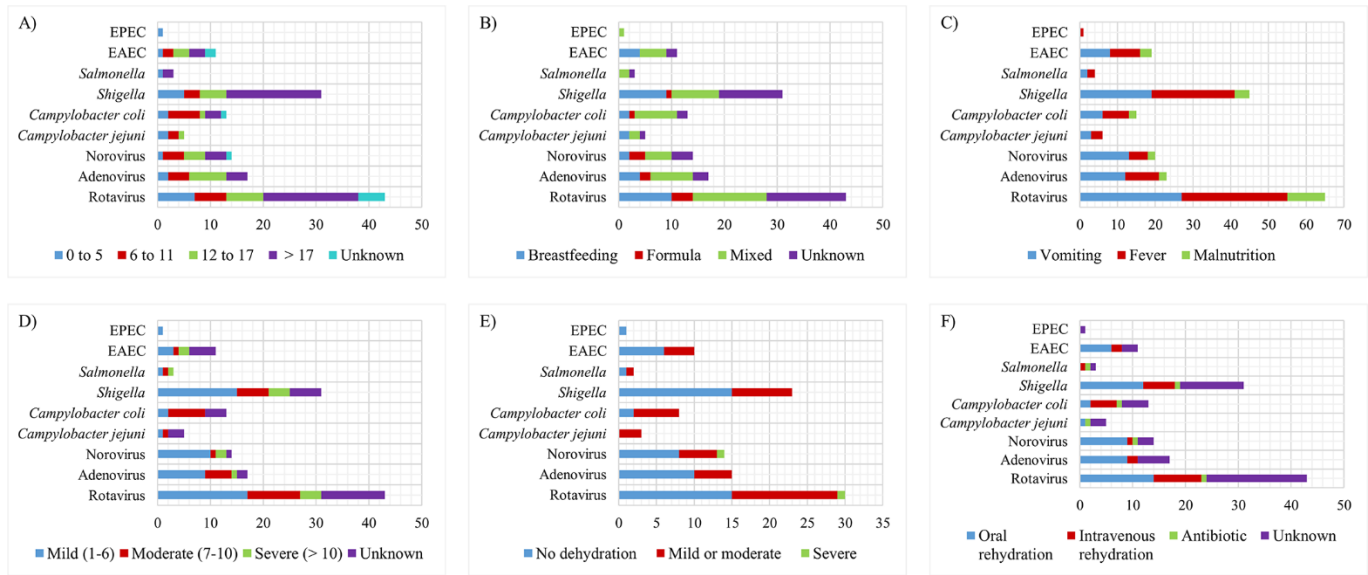 A)
EPEC
EAEC
Salmonella
Shigella
Campylobacter coli
Campylobacter jejuni
Norovirus
Adenovirus
Rotavirus
0 10 20 30 40 50
0 to 5 6 to 11 12 to 17 > 17 Unknown
B)
EPEC
EAEC
Salmonella
Shigella
Campylobacter coli
Campylobacter jejuni
Norovirus
Adenovirus
Rotavirus
0 10 20 30 40 50
Breastfeeding Formula Mixed Unknown
C)
EPEC
EAEC
Salmonella
Shigella
Campylobacter coli
Campylobacter jejuni
Norovirus
Adenovirus
Rotavirus
0 10 20 30 40 50 60 70
Vomiting Fever Malnutrition
D)
EPEC
EAEC
Salmonella
Shigella
Campylobacter coli
Campylobacter jejuni
Norovirus
Adenovirus
Rotavirus
0 10 20 30 40 50
Mild (1-6) Moderate (7-10) Severe (> 10) Unknown
E)
EPEC
EAEC
Salmonella
Shigella
Campylobacter coli
Campylobacter jejuni
Norovirus
Adenovirus
Rotavirus
0 5 10 15 20 25 30 35
No dehydration Mild or moderate Severe
F)
EPEC
EAEC
Salmonella
Shigella
Campylobacter coli
Campylobacter jejuni
Norovirus
Adenovirus
Rotavirus
0 10 20 30 40 50
Oral Intravenous Antibiotic Unknown
rehydration rehydration